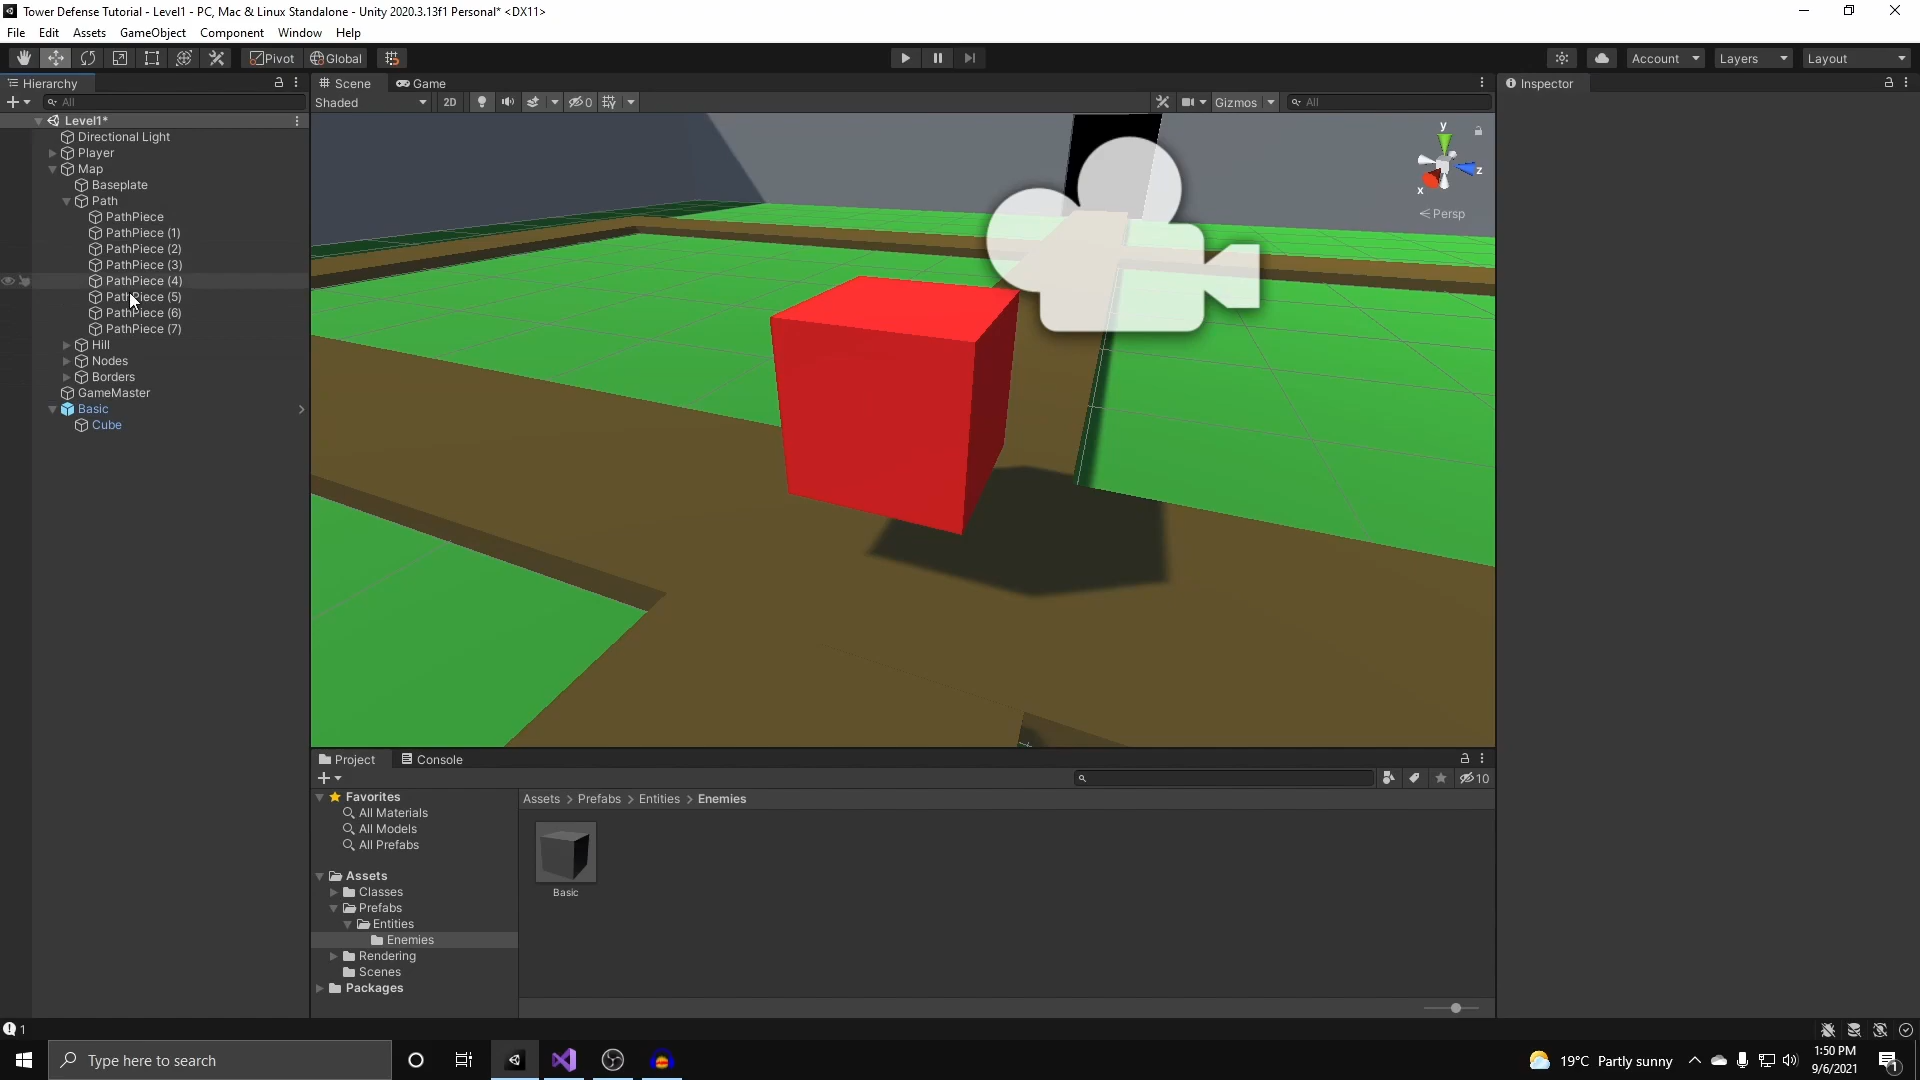 Tower Defense Tutorial - Level1 - PC, Mac & Linux Standalone - Unity 2020.3.13f1 Personal* <DX11>
File Edit Assets GameObject Component Window Help
Pivot Global Account Layers Layout
Hierarchy Scene Game Inspector
All Shaded 2D 0 Gizmos All
Level1*
Directional Light
Player
Map
Baseplate
Path
PathPiece
PathPiece (1)
PathPiece (2)
PathPiece (3)
PathPiece (4)
PathPiece (5)
PathPiece (6)
PathPiece (7)
Hill
Nodes
Borders
GameMaster
Basic
Cube
y
z
x
Persp
Project Console
10
Favorites
All Materials
All Models
All Prefabs
Assets
Classes
Prefabs
Entities
Enemies
Rendering
Scenes
Packages
Assets > Prefabs > Entities > Enemies
Basic
1
Type here to search
19°C Partly sunny
1:50 PM
9/6/2021
1